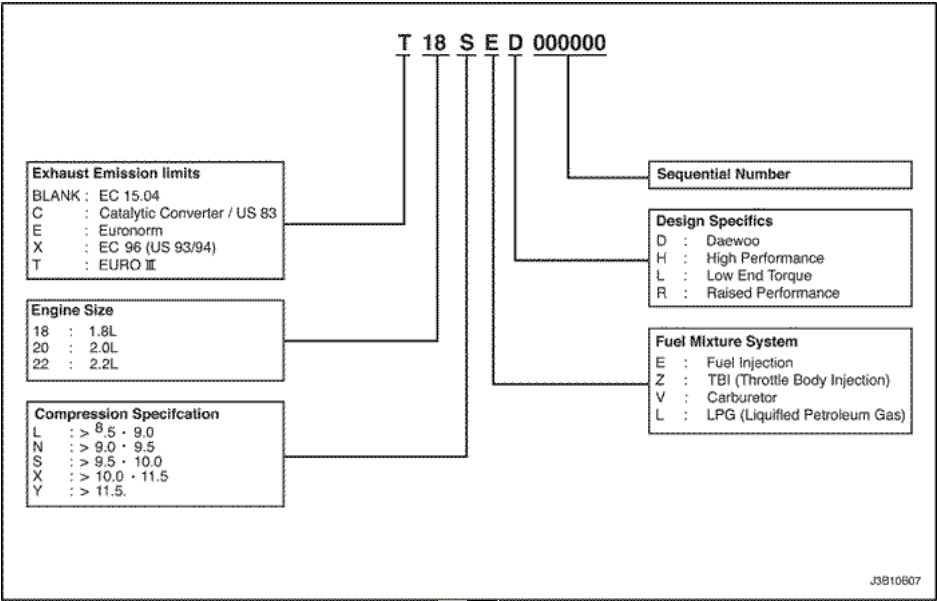 T 18 S E D 000000
Exhaust Emission limits
BLANK : EC 15.04
C : Catalytic Converter / US 83
E : Euronorm
X : EC 96 (US 93/94)
T : EURO III
Engine Size
18 : 1.8L
20 : 2.0L
22 : 2.2L
Compression Specifcation
L : > 8.5 · 9.0
N : > 9.0 · 9.5
S : > 9.5 · 10.0
X : > 10.0 · 11.5
Y : > 11.5.
Sequential Number
Design Specifics
D : Daewoo
H : High Performance
L : Low End Torque
R : Raised Performance
Fuel Mixture System
E : Fuel Injection
Z : TBI (Throttle Body Injection)
V : Carburetor
L : LPG (Liquifled Petroleum Gas)
J3B10B07